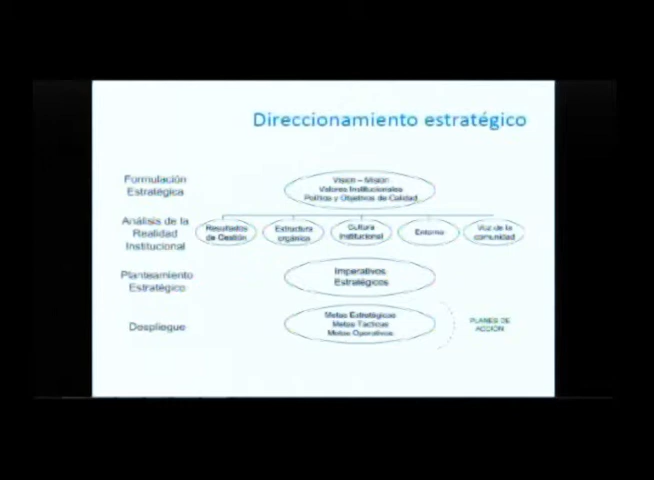 Direccionamiento estratégico
Formulación
Estratégica
Visión – Misión
Valores Institucionales
Política y Objetivos de Calidad
Análisis de la
Realidad
Institucional
Resultados
de Gestión
Estructura
orgánica
Cultura
Institucional
Entorno
Voz de la
comunidad
Planteamiento
Estratégico
Imperativos
Estratégicos
Despliegue
Metas Estratégicas
Metas Tácticas
Metas Operativas
PLANES DE
ACCIÓN